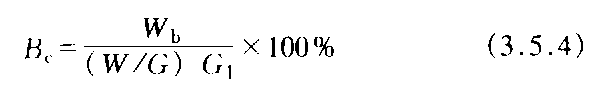 B_c = W_b / ((W/G) G_1) × 100% (3.5.4)